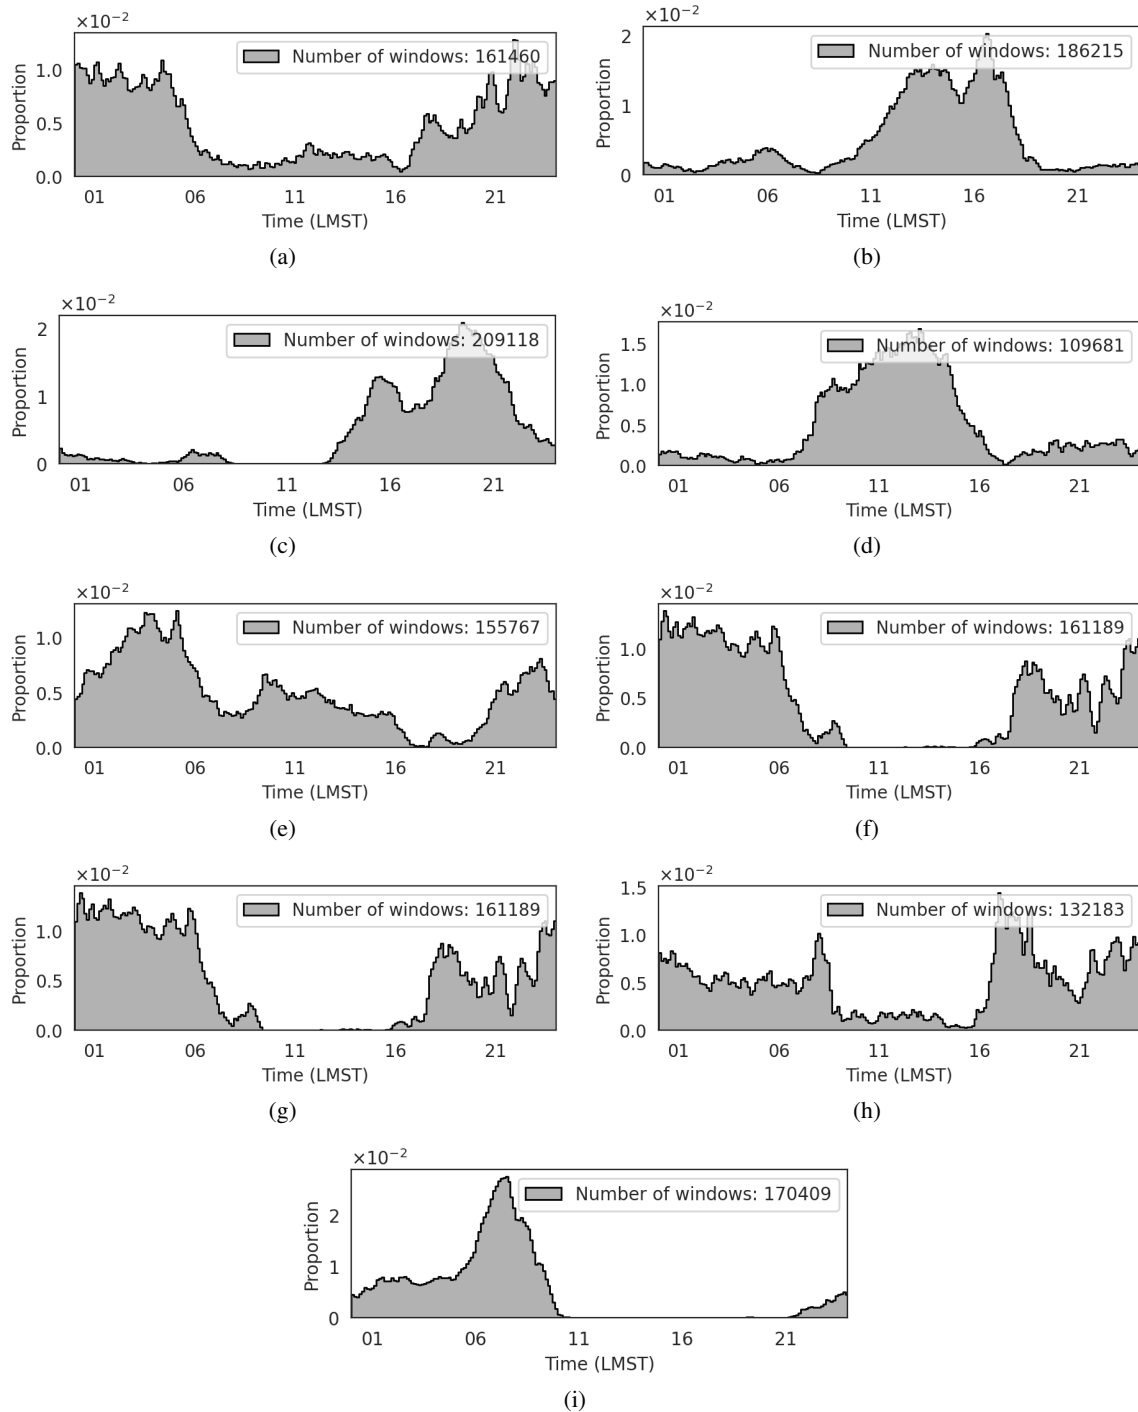 ×10⁻²
Number of windows: 161460
Proportion
1.0
0.5
0.0
01 06 11 16 21
Time (LMST)
(a)
×10⁻²
Number of windows: 186215
Proportion
2
1
0
01 06 11 16 21
Time (LMST)
(b)
×10⁻²
Number of windows: 209118
Proportion
2
1
0
01 06 11 16 21
Time (LMST)
(c)
×10⁻²
Number of windows: 109681
Proportion
1.5
1.0
0.5
0.0
01 06 11 16 21
Time (LMST)
(d)
×10⁻²
Number of windows: 155767
Proportion
1.0
0.5
0.0
01 06 11 16 21
Time (LMST)
(e)
×10⁻²
Number of windows: 161189
Proportion
1.0
0.5
0.0
01 06 11 16 21
Time (LMST)
(f)
×10⁻²
Number of windows: 161189
Proportion
1.0
0.5
0.0
01 06 11 16 21
Time (LMST)
(g)
×10⁻²
Number of windows: 132183
Proportion
1.5
1.0
0.5
0.0
01 06 11 16 21
Time (LMST)
(h)
×10⁻²
Number of windows: 170409
Proportion
2
1
0
01 06 11 16 21
Time (LMST)
(i)